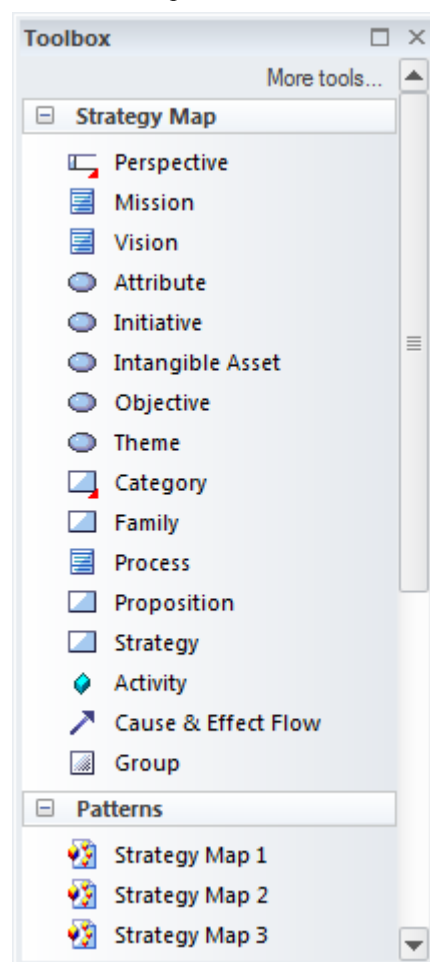 Toolbox
More tools...
Strategy Map
Perspective
Mission
Vision
Attribute
Initiative
Intangible Asset
Objective
Theme
Category
Family
Process
Proposition
Strategy
Activity
Cause & Effect Flow
Group
Patterns
Strategy Map 1
Strategy Map 2
Strategy Map 3